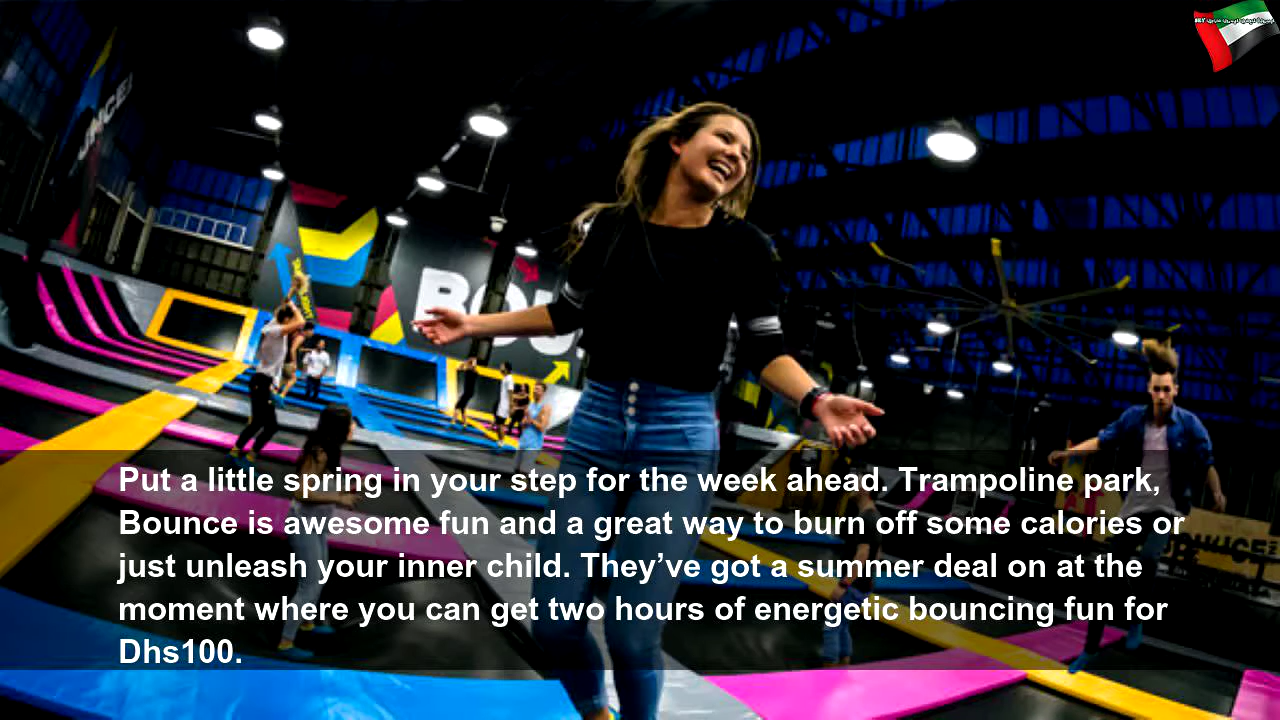 BOU
Put a little spring in your step for the week ahead. Trampoline park,
Bounce is awesome fun and a great way to burn off some calories or
just unleash your inner child. They’ve got a summer deal on at the
moment where you can get two hours of energetic bouncing fun for
Dhs100.